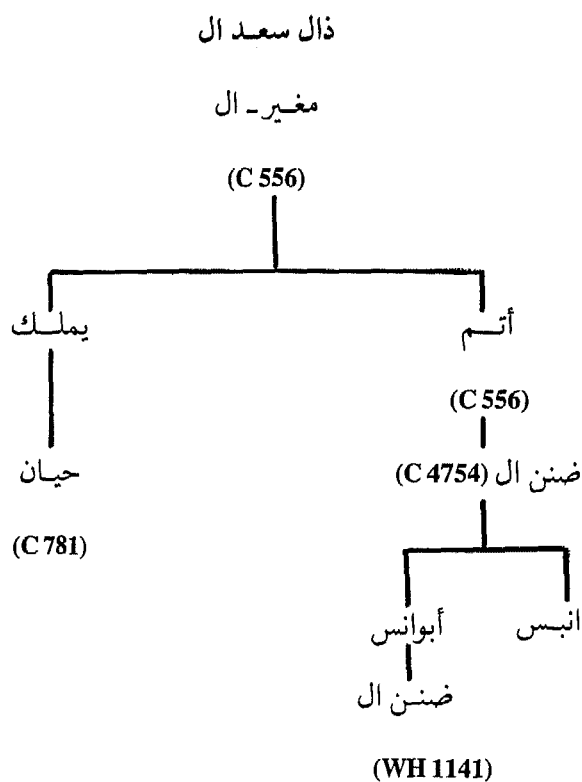 ذال سعد ال
مغير - ال
(C 556)
أتم
يملك
(C 556)
ضنن ال (C 4754)
حيان
(C 781)
انبس
أبوانس
ضنن ال
(WH 1141)